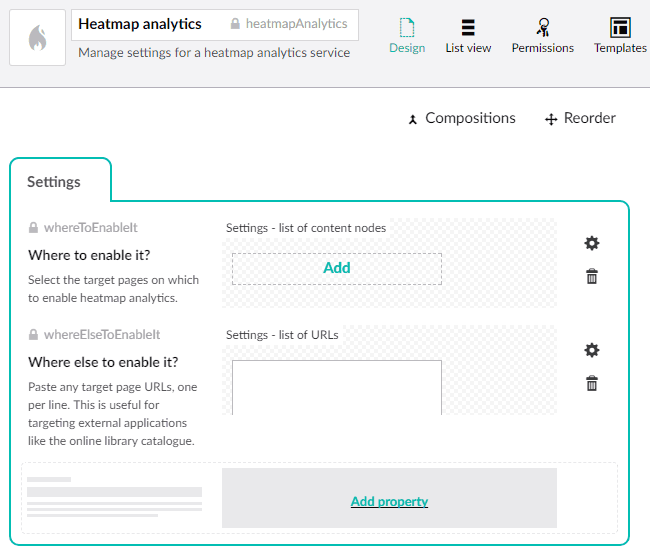 Heatmap analytics heatmapAnalytics
Manage settings for a heatmap analytics service
Design List view Permissions Templates
Compositions Reorder
Settings
whereToEnableIt
Where to enable it?
Select the target pages on which
to enable heatmap analytics.
Settings - list of content nodes
Add
whereElseToEnableIt
Where else to enable it?
Paste any target page URLs, one
per line. This is useful for
targeting external applications
like the online library catalogue.
Settings - list of URLs
Add property